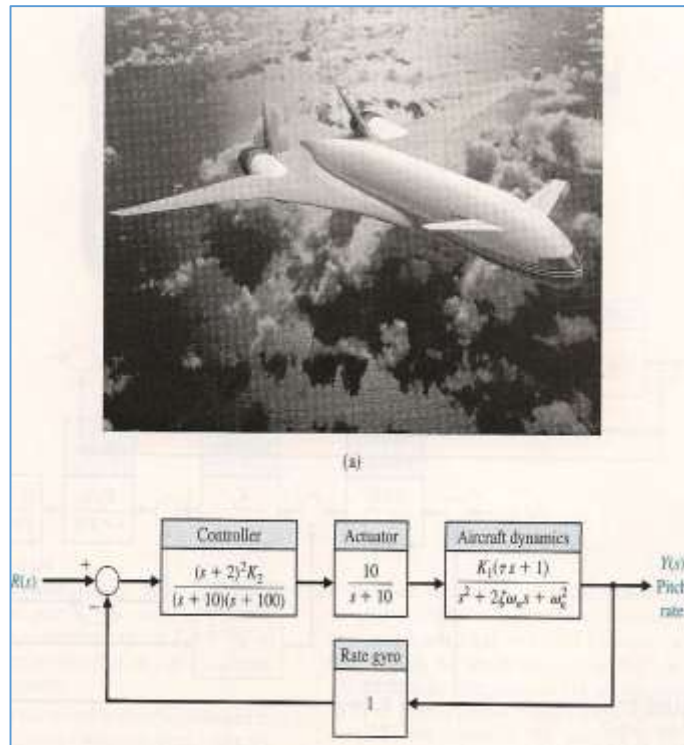 (a)
Controller
(s + 2)²K₂
(s + 10)(s + 100)
Actuator
10
s + 10
Aircraft dynamics
K₁(τs + 1)
s² + 2ζωₙs + ωₙ²
R(s)
+
−
Y(s)
Pitch
rate
Rate gyro
1